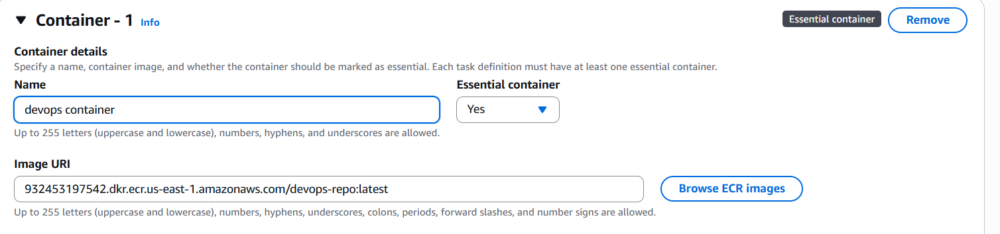 Container - 1 Info Essential container Remove
Container details
Specify a name, container image, and whether the container should be marked as essential. Each task definition must have at least one essential container.
Name Essential container
devops container Yes
Up to 255 letters (uppercase and lowercase), numbers, hyphens, and underscores are allowed.
Image URI
932453197542.dkr.ecr.us-east-1.amazonaws.com/devops-repo:latest Browse ECR images
Up to 255 letters (uppercase and lowercase), numbers, hyphens, underscores, colons, periods, forward slashes, and number signs are allowed.